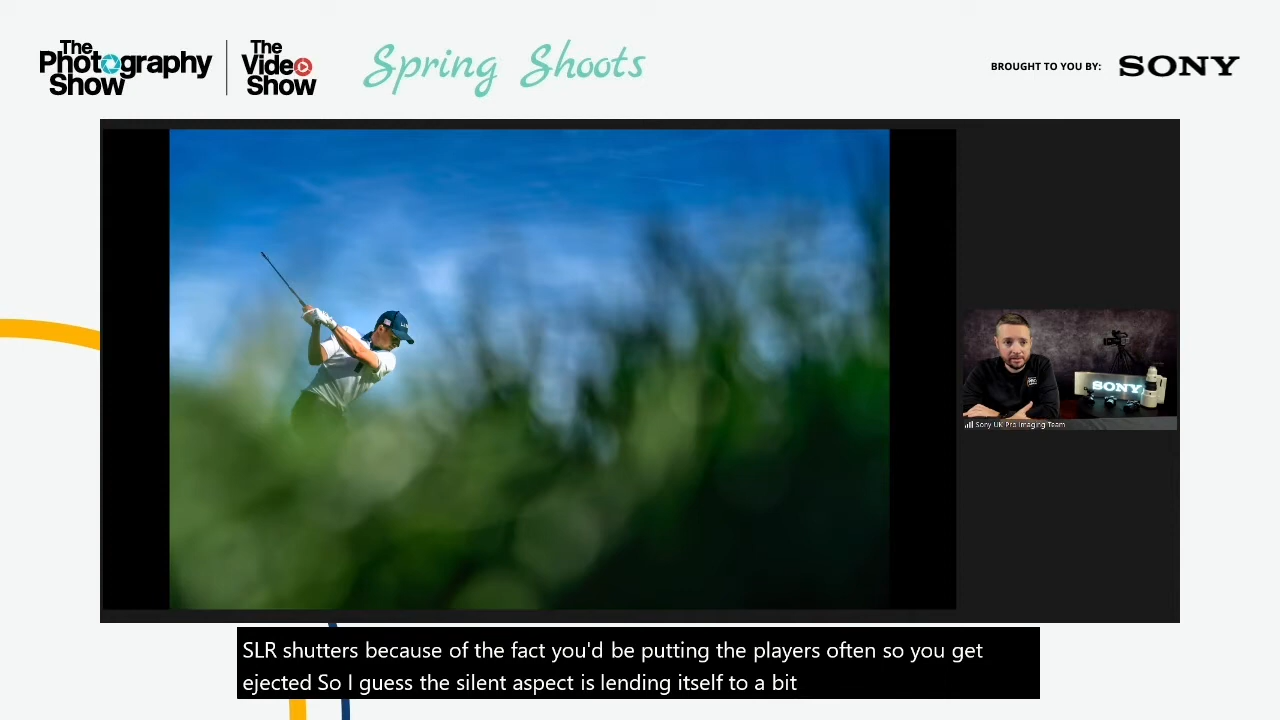 The Photography Show
The Video Show
Spring Shoots
BROUGHT TO YOU BY: SONY
SONY
Sony UK Pro Imaging Team
SLR shutters because of the fact you'd be putting the players often so you get
ejected So I guess the silent aspect is lending itself to a bit